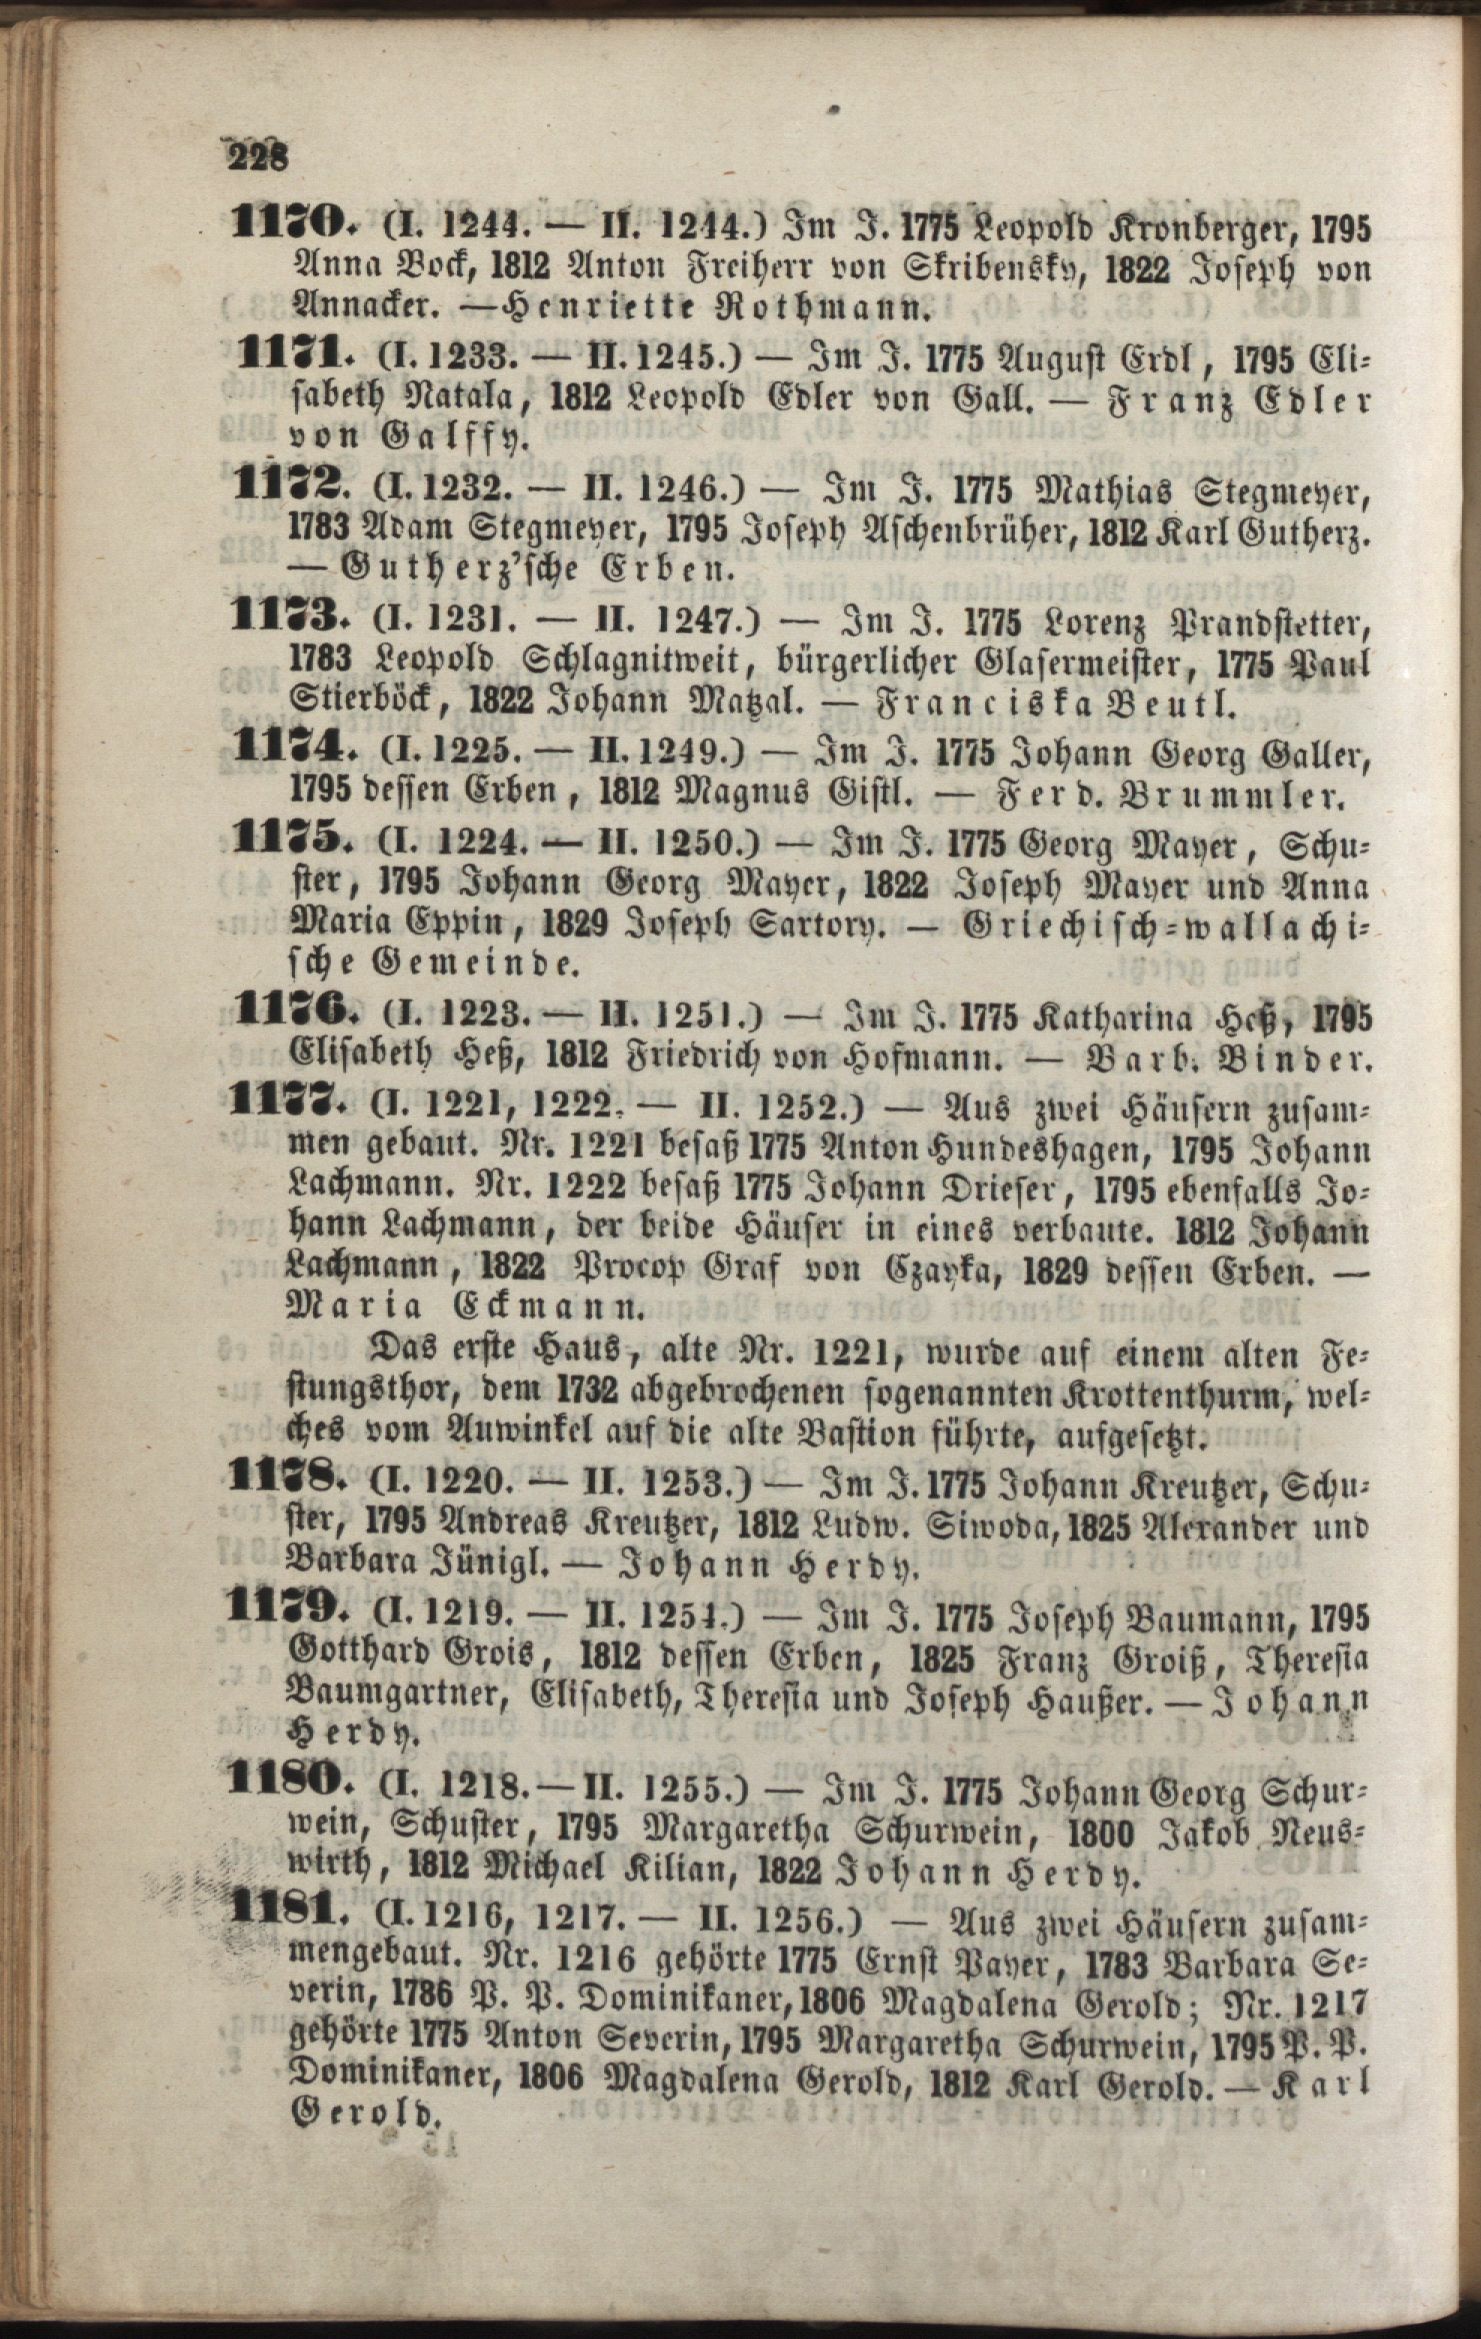 228
1170. (I. 1244. — II. 1244.) Im J. 1775 Leopold Kronberger, 1795
Anna Bock, 1812 Anton Freiherr von Skribensky, 1822 Joseph von
Annacker. — Henriette Rothmann.
1171. (I. 1233. — II. 1245.) — Im J. 1775 August Erdl, 1795 Eli-
sabeth Natala, 1812 Leopold Edler von Gall. — Franz Edler
von Galffy.
1172. (I. 1232. — II. 1246.) — Im J. 1775 Mathias Stegmeyer,
1783 Adam Stegmeyer, 1795 Joseph Aschenbrüher, 1812 Karl Gutherz.
— Gutherz'sche Erben.
1173. (I. 1231. — II. 1247.) — Im J. 1775 Lorenz Prandstetter,
1783 Leopold Schlagnitweit, bürgerlicher Glasermeister, 1775 Paul
Stierböck, 1822 Johann Matzal. — Franciska Beutl.
1174. (I. 1225. — II. 1249.) — Im J. 1775 Johann Georg Galler,
1795 dessen Erben, 1812 Magnus Gistl. — Ferd. Brummler.
1175. (I. 1224. — II. 1250.) — Im J. 1775 Georg Mayer, Schu-
ster, 1795 Johann Georg Mayer, 1822 Joseph Mayer und Anna
Maria Eppin, 1829 Joseph Sartory. — Griechisch-wallachi-
sche Gemeinde.
1176. (I. 1223. — II. 1251.) — Im J. 1775 Katharina Heß, 1795
Elisabeth Heß, 1812 Friedrich von Hofmann. — Barb. Binder.
1177. (I. 1221, 1222. — II. 1252.) — Aus zwei Häusern zusam-
men gebaut. Nr. 1221 besaß 1775 Anton Hundeshagen, 1795 Johann
Lachmann. Nr. 1222 besaß 1775 Johann Drieser, 1795 ebenfalls Jo-
hann Lachmann, der beide Häuser in eines verbaute. 1812 Johann
Lachmann, 1822 Procop Graf von Czayka, 1829 dessen Erben. —
Maria Eckmann.
Das erste Haus, alte Nr. 1221, wurde auf einem alten Fe-
stungsthor, dem 1732 abgebrochenen sogenannten Krottenthurm, wel-
ches vom Auwinkel auf die alte Bastion führte, aufgesetzt.
1178. (I. 1220. — II. 1253.) — Im J. 1775 Johann Kreutzer, Schu-
ster, 1795 Andreas Kreutzer, 1812 Ludw. Siwoda, 1825 Alexander und
Barbara Jünigl. — Johann Herdy.
1179. (I. 1219. — II. 1254.) — Im J. 1775 Joseph Baumann, 1795
Gotthard Grois, 1812 dessen Erben, 1825 Franz Groiß, Theresia
Baumgartner, Elisabeth, Theresia und Joseph Haußer. — Johann
Herdy.
1180. (I. 1218. — II. 1255.) — Im J. 1775 Johann Georg Schur-
wein, Schuster, 1795 Margaretha Schurwein, 1800 Jakob Neus-
wirth, 1812 Michael Kilian, 1822 Johann Herdy.
1181. (I. 1216, 1217. — II. 1256.) — Aus zwei Häusern zusam-
mengebaut. Nr. 1216 gehörte 1775 Ernst Payer, 1783 Barbara Se-
verin, 1786 P. P. Dominikaner, 1806 Magdalena Gerold; Nr. 1217
gehörte 1775 Anton Severin, 1795 Margaretha Schurwein, 1795 P. P.
Dominikaner, 1806 Magdalena Gerold, 1812 Karl Gerold. — Karl
Gerold.